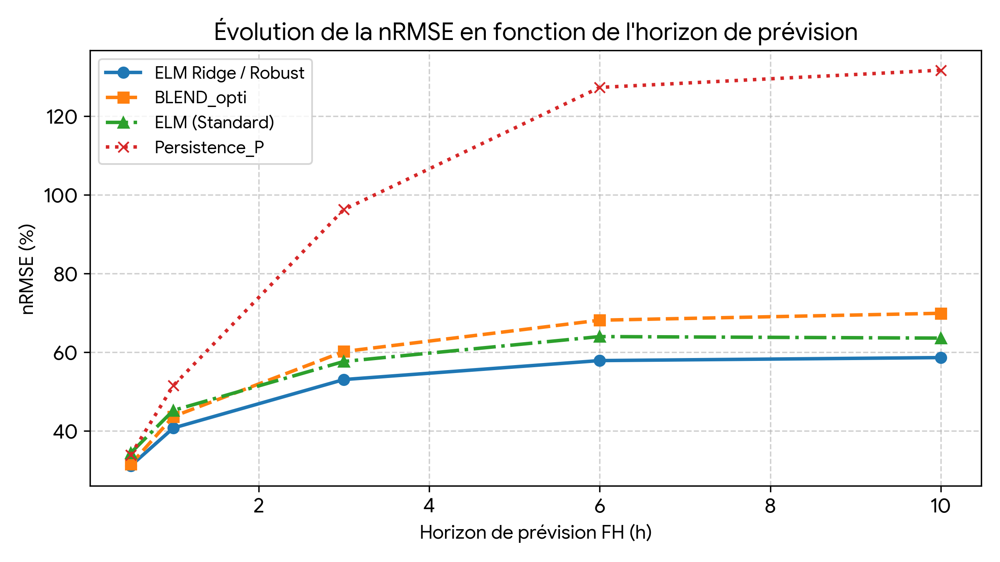 Évolution de la nRMSE en fonction de l'horizon de prévision
ELM Ridge / Robust
BLEND_opti
ELM (Standard)
Persistence_P
nRMSE (%)
120
100
80
60
40
2 4 6 8 10
Horizon de prévision FH (h)